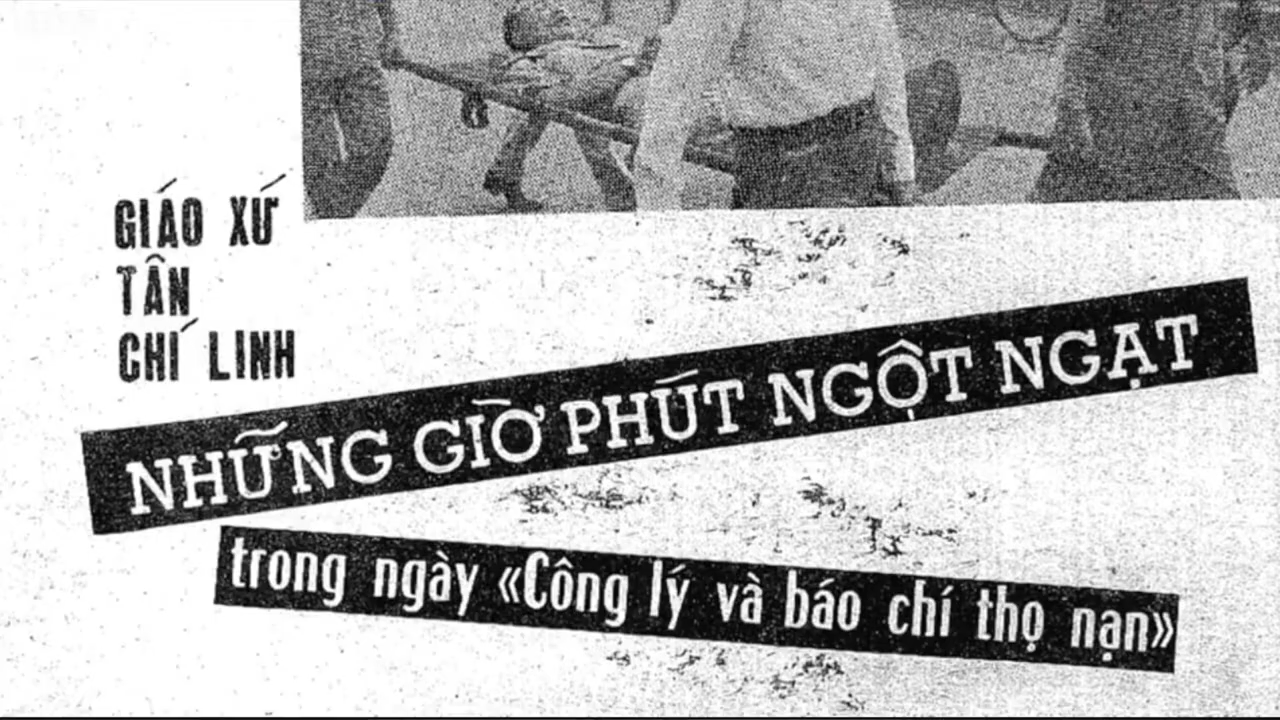 GIÁO XỨ
TÂN
CHÍ LINH
NHỮNG GIỜ PHÚT NGỘT NGẠT
trong ngày «Công lý và báo chí thọ nạn»